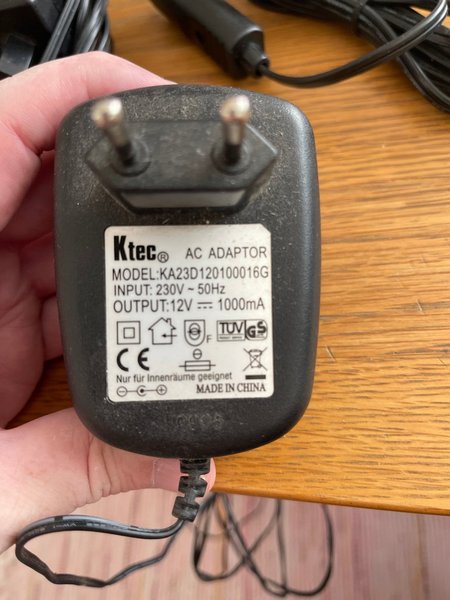 Ktec® AC ADAPTOR
MODEL:KA23D120100016G
INPUT: 230V ~ 50Hz
OUTPUT:12V ⎓ 1000mA
F TÜV GS
CE
Nur für Innenräume geeignet
MADE IN CHINA